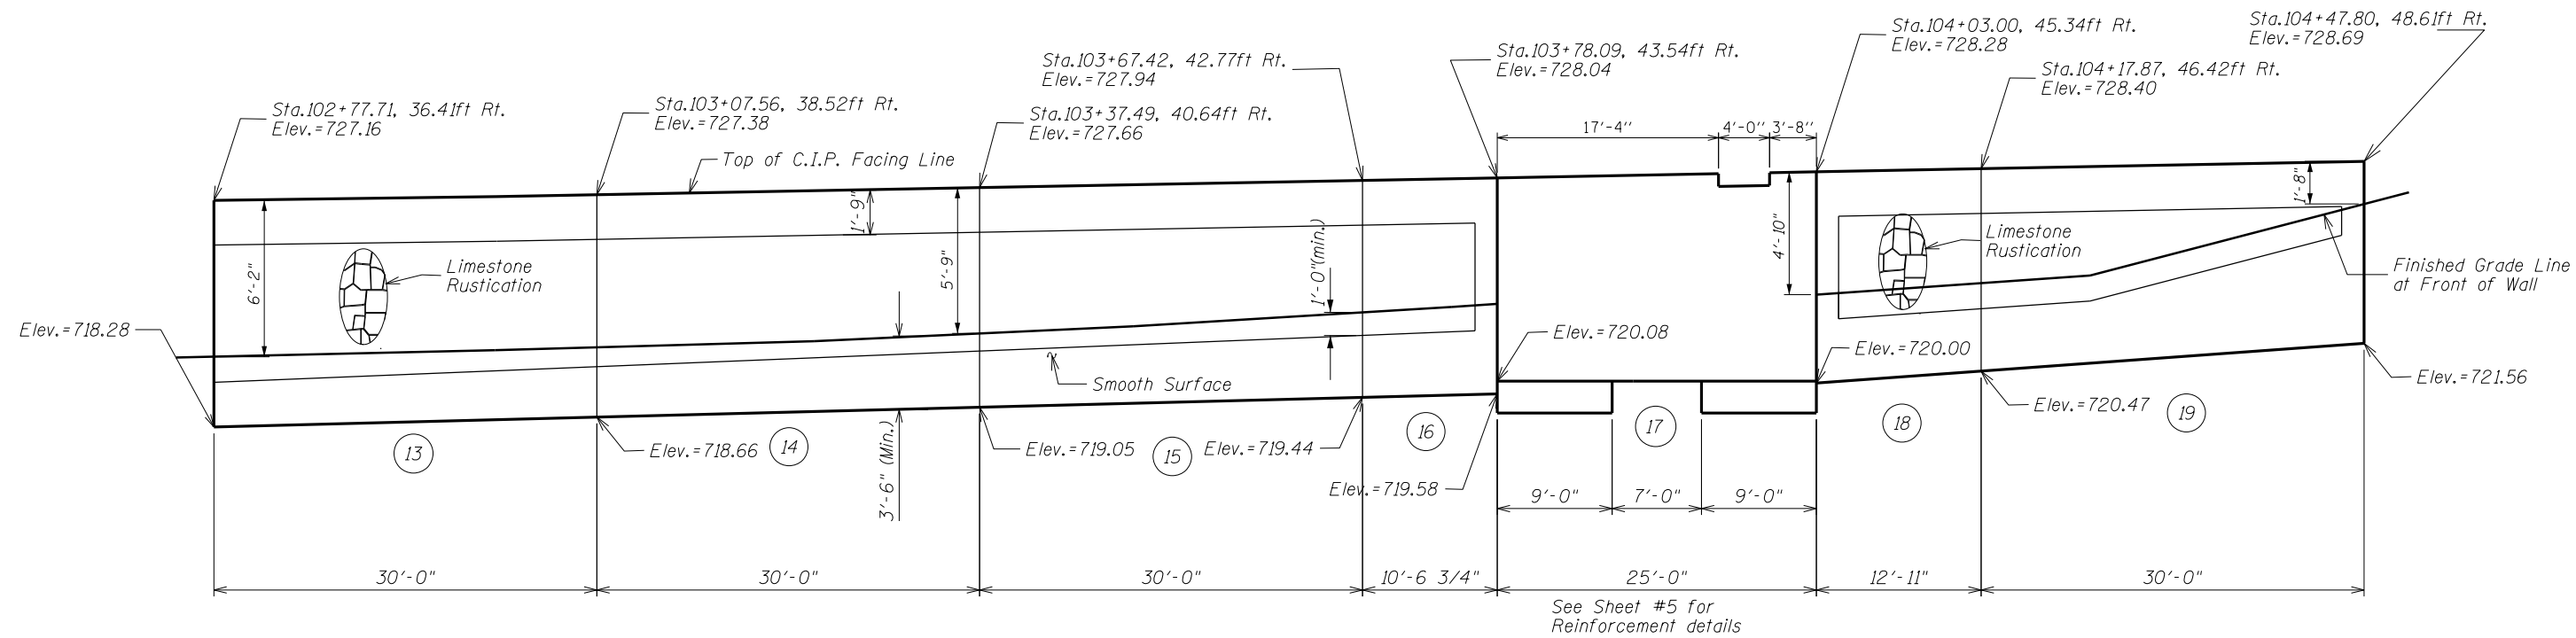 Sta.102+77.71, 36.41ft Rt.
Elev.=727.16
Sta.103+07.56, 38.52ft Rt.
Elev.=727.38
Top of C.I.P. Facing Line
Sta.103+37.49, 40.64ft Rt.
Elev.=727.66
Sta.103+67.42, 42.77ft Rt.
Elev.=727.94
Sta.103+78.09, 43.54ft Rt.
Elev.=728.04
Sta.104+03.00, 45.34ft Rt.
Elev.=728.28
Sta.104+17.87, 46.42ft Rt.
Elev.=728.40
Sta.104+47.80, 48.61ft Rt.
Elev.=728.69
17'-4"
4'-0"
3'-8"
1'-9"
6'-2"
5'-9"
1'-0"(min.)
4'-10"
1'-8"
Limestone
Rustication
Limestone
Rustication
Finished Grade Line
at Front of Wall
Elev.=718.28
Smooth Surface
Elev.=720.08
Elev.=720.00
Elev.=721.56
Elev.=720.47
3'-6" (Min.)
13
Elev.=718.66
14
Elev.=719.05
15
Elev.=719.44
16
Elev.=719.58
17
18
19
9'-0"
7'-0"
9'-0"
30'-0"
30'-0"
30'-0"
10'-6 3/4"
25'-0"
12'-11"
30'-0"
See Sheet #5 for
Reinforcement details